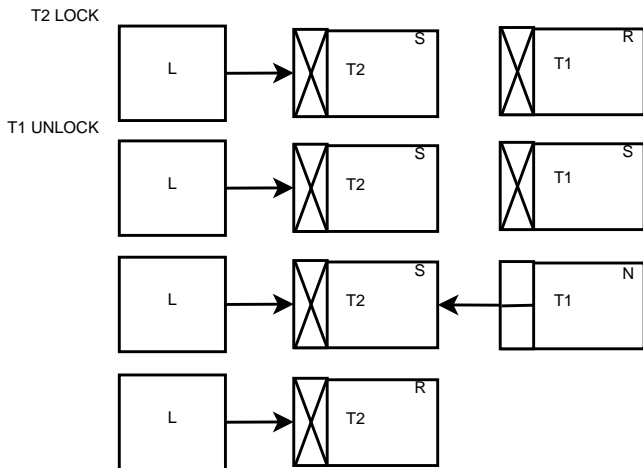 T2 LOCK
L T2 S T1 R
T1 UNLOCK
L T2 S T1 S
L T2 S T1 N
L T2 R